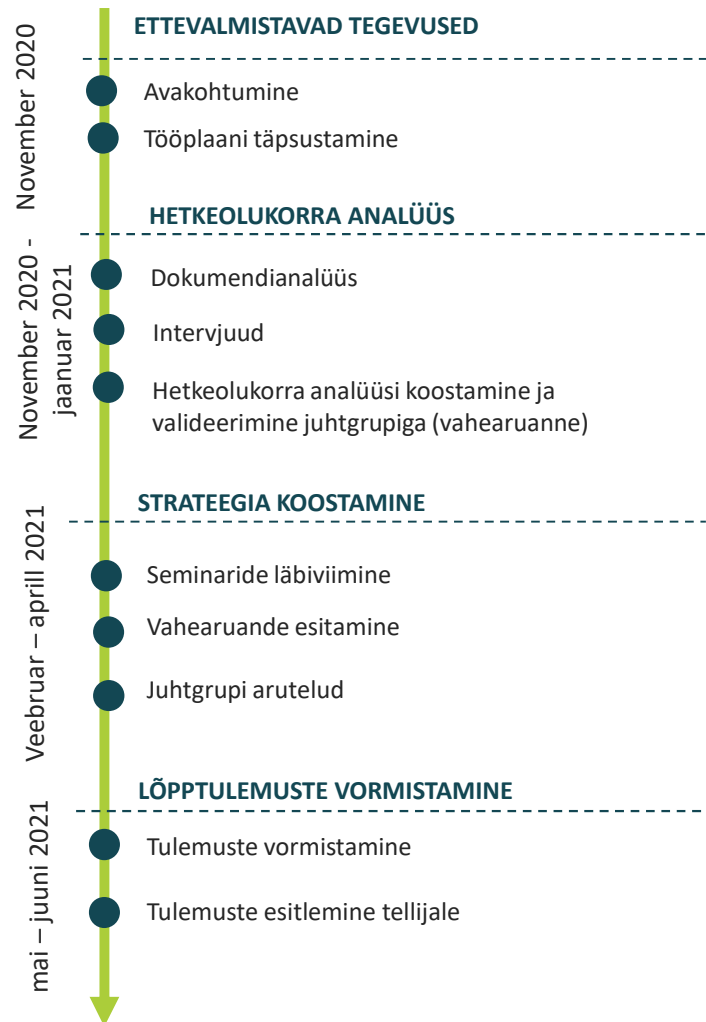 November 2020
ETTEVALMISTAVAD TEGEVUSED
Avakohtumine
Tööplaani täpsustamine
November 2020 -
jaanuar 2021
HETKEOLUKORRA ANALÜÜS
Dokumendianalüüs
Intervjuud
Hetkeolukorra analüüsi koostamine ja
valideerimine juhtgrupiga (vahearuanne)
Veebruar – aprill 2021
STRATEEGIA KOOSTAMINE
Seminaride läbiviimine
Vahearuande esitamine
Juhtgrupi arutelud
mai – juuni 2021
LÕPPTULEMUSTE VORMISTAMINE
Tulemuste vormistamine
Tulemuste esitlemine tellijale